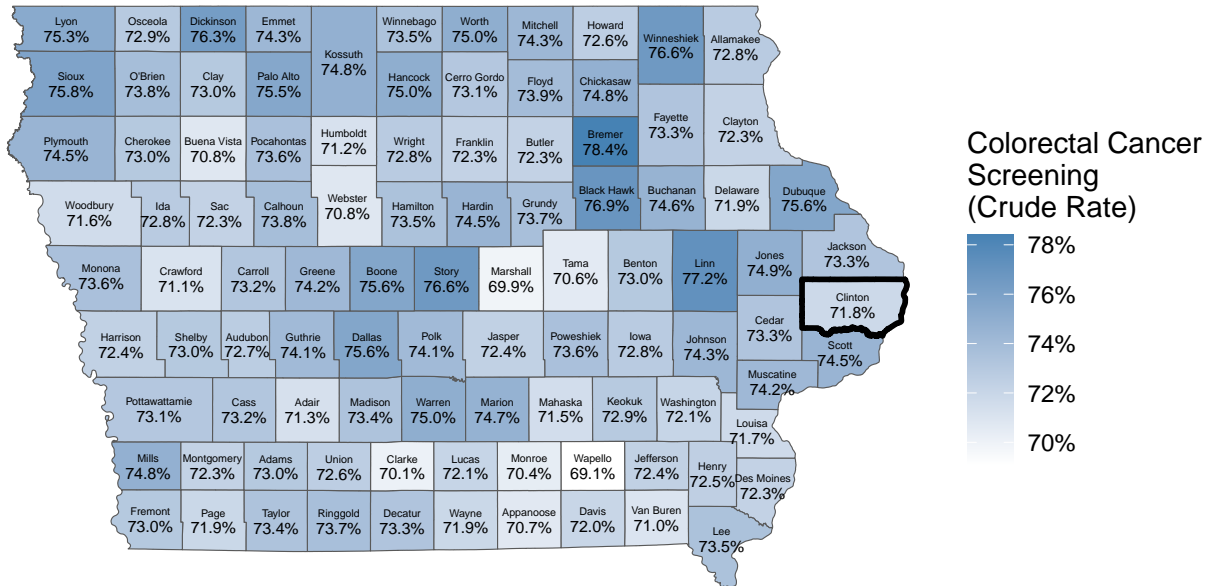 Lyon
75.3%
Osceola
72.9%
Dickinson
76.3%
Emmet
74.3%
Kossuth
74.8%
Winnebago
73.5%
Worth
75.0%
Mitchell
74.3%
Howard
72.6%
Winneshiek
76.6%
Allamakee
72.8%
Sioux
75.8%
O'Brien
73.8%
Clay
73.0%
Palo Alto
75.5%
Hancock
75.0%
Cerro Gordo
73.1%
Floyd
73.9%
Chickasaw
74.8%
Fayette
73.3%
Clayton
72.3%
Plymouth
74.5%
Cherokee
73.0%
Buena Vista
70.8%
Pocahontas
73.6%
Humboldt
71.2%
Wright
72.8%
Franklin
72.3%
Butler
72.3%
Bremer
78.4%
Woodbury
71.6%
Ida
72.8%
Sac
72.3%
Calhoun
73.8%
Webster
70.8%
Hamilton
73.5%
Hardin
74.5%
Grundy
73.7%
Black Hawk
76.9%
Buchanan
74.6%
Delaware
71.9%
Dubuque
75.6%
Monona
73.6%
Crawford
71.1%
Carroll
73.2%
Greene
74.2%
Boone
75.6%
Story
76.6%
Marshall
69.9%
Tama
70.6%
Benton
73.0%
Linn
77.2%
Jones
74.9%
Jackson
73.3%
Clinton
71.8%
Harrison
72.4%
Shelby
73.0%
Audubon
72.7%
Guthrie
74.1%
Dallas
75.6%
Polk
74.1%
Jasper
72.4%
Poweshiek
73.6%
Iowa
72.8%
Johnson
74.3%
Cedar
73.3%
Scott
74.5%
Muscatine
74.2%
Pottawattamie
73.1%
Cass
73.2%
Adair
71.3%
Madison
73.4%
Warren
75.0%
Marion
74.7%
Mahaska
71.5%
Keokuk
72.9%
Washington
72.1%
Louisa
71.7%
Mills
74.8%
Montgomery
72.3%
Adams
73.0%
Union
72.6%
Clarke
70.1%
Lucas
72.1%
Monroe
70.4%
Wapello
69.1%
Jefferson
72.4%
Henry
72.5%
Des Moines
72.3%
Fremont
73.0%
Page
71.9%
Taylor
73.4%
Ringgold
73.7%
Decatur
73.3%
Wayne
71.9%
Appanoose
70.7%
Davis
72.0%
Van Buren
71.0%
Lee
73.5%
Colorectal Cancer
Screening
(Crude Rate)
78%
76%
74%
72%
70%